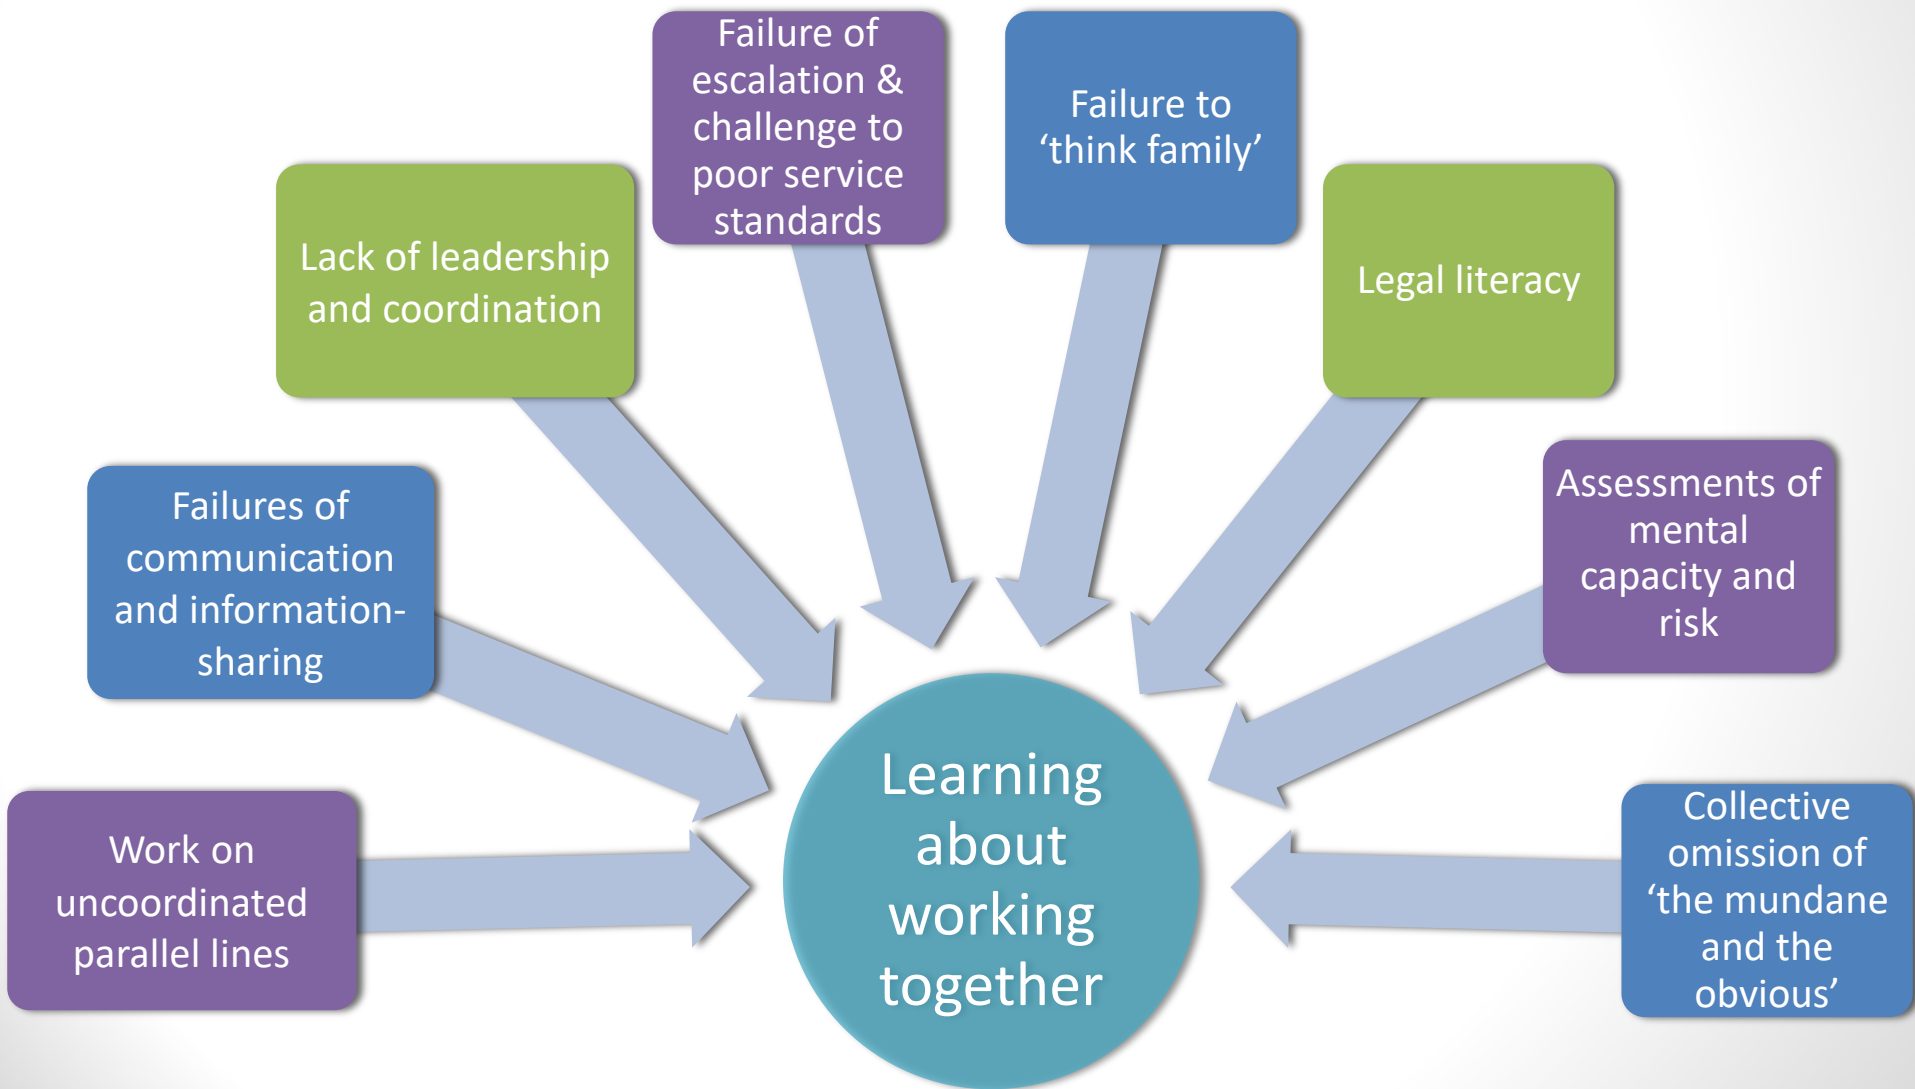 Failure of
escalation &
challenge to
poor service
standards
Failure to
‘think family’
Lack of leadership
and coordination
Legal literacy
Failures of
communication
and information-
sharing
Assessments of
mental
capacity and
risk
Work on
uncoordinated
parallel lines
Learning
about
working
together
Collective
omission of
‘the mundane
and the
obvious’